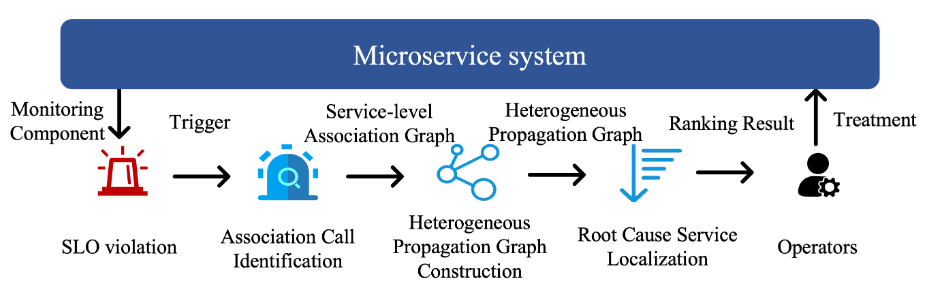 Microservice system
Monitoring
Component
Trigger
Service-level
Association Graph
Heterogeneous
Propagation Graph
Ranking Result
Treatment
SLO violation
Association Call
Identification
Heterogeneous
Propagation Graph
Construction
Root Cause Service
Localization
Operators